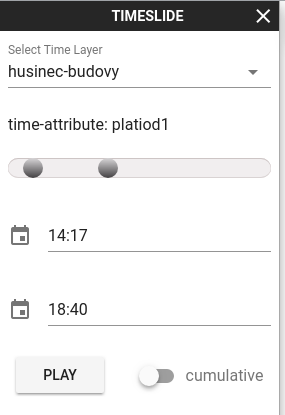 TIMESLIDE
Select Time Layer
husinec-budovy
time-attribute: platiod1
14:17
18:40
PLAY
cumulative